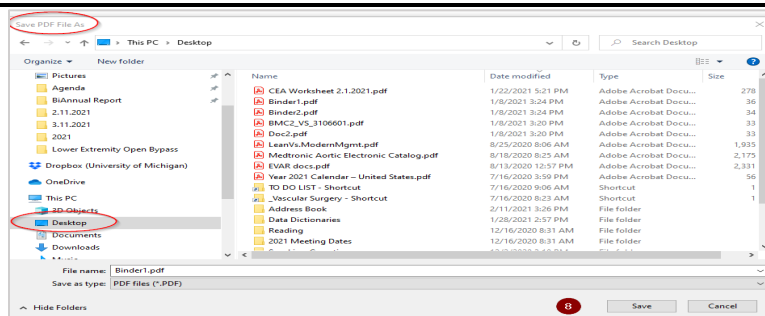 Save PDF File As
This PC > Desktop
Search Desktop
Organize New folder
Name Date modified Type Size
Pictures
Agenda
BiAnnual Report
2.11.2021
3.11.2021
2021
Lower Extremity Open Bypass
Dropbox (University of Michigan)
OneDrive
This PC
3D Objects
Desktop
Documents
Downloads
Music
CEA Worksheet 2.1.2021.pdf 1/22/2021 5:21 PM Adobe Acrobat Docu... 278
Binder1.pdf 1/8/2021 3:24 PM Adobe Acrobat Docu... 36
Binder2.pdf 1/8/2021 3:24 PM Adobe Acrobat Docu... 34
BMC2_VS_3106601.pdf 1/8/2021 3:20 PM Adobe Acrobat Docu... 33
Doc2.pdf 1/8/2021 3:20 PM Adobe Acrobat Docu... 33
LeanVs.ModernMgmt.pdf 8/25/2020 8:06 AM Adobe Acrobat Docu... 1,935
Medtronic Aortic Electronic Catalog.pdf 8/18/2020 8:25 AM Adobe Acrobat Docu... 2,175
EVAR docs.pdf 8/13/2020 12:57 PM Adobe Acrobat Docu... 2,331
Year 2021 Calendar – United States.pdf 7/16/2020 3:59 PM Adobe Acrobat Docu... 56
TO DO LIST - Shortcut 7/16/2020 9:06 AM Shortcut 1
_Vascular Surgery - Shortcut 7/16/2020 8:23 AM Shortcut 1
Address Book 2/11/2021 3:26 PM File folder
Data Dictionaries 1/28/2021 2:57 PM File folder
Reading 12/16/2020 8:31 AM File folder
2021 Meeting Dates 12/16/2020 8:31 AM File folder
File name: Binder1.pdf
Save as type: PDF files (*.PDF)
Hide Folders
8
Save
Cancel